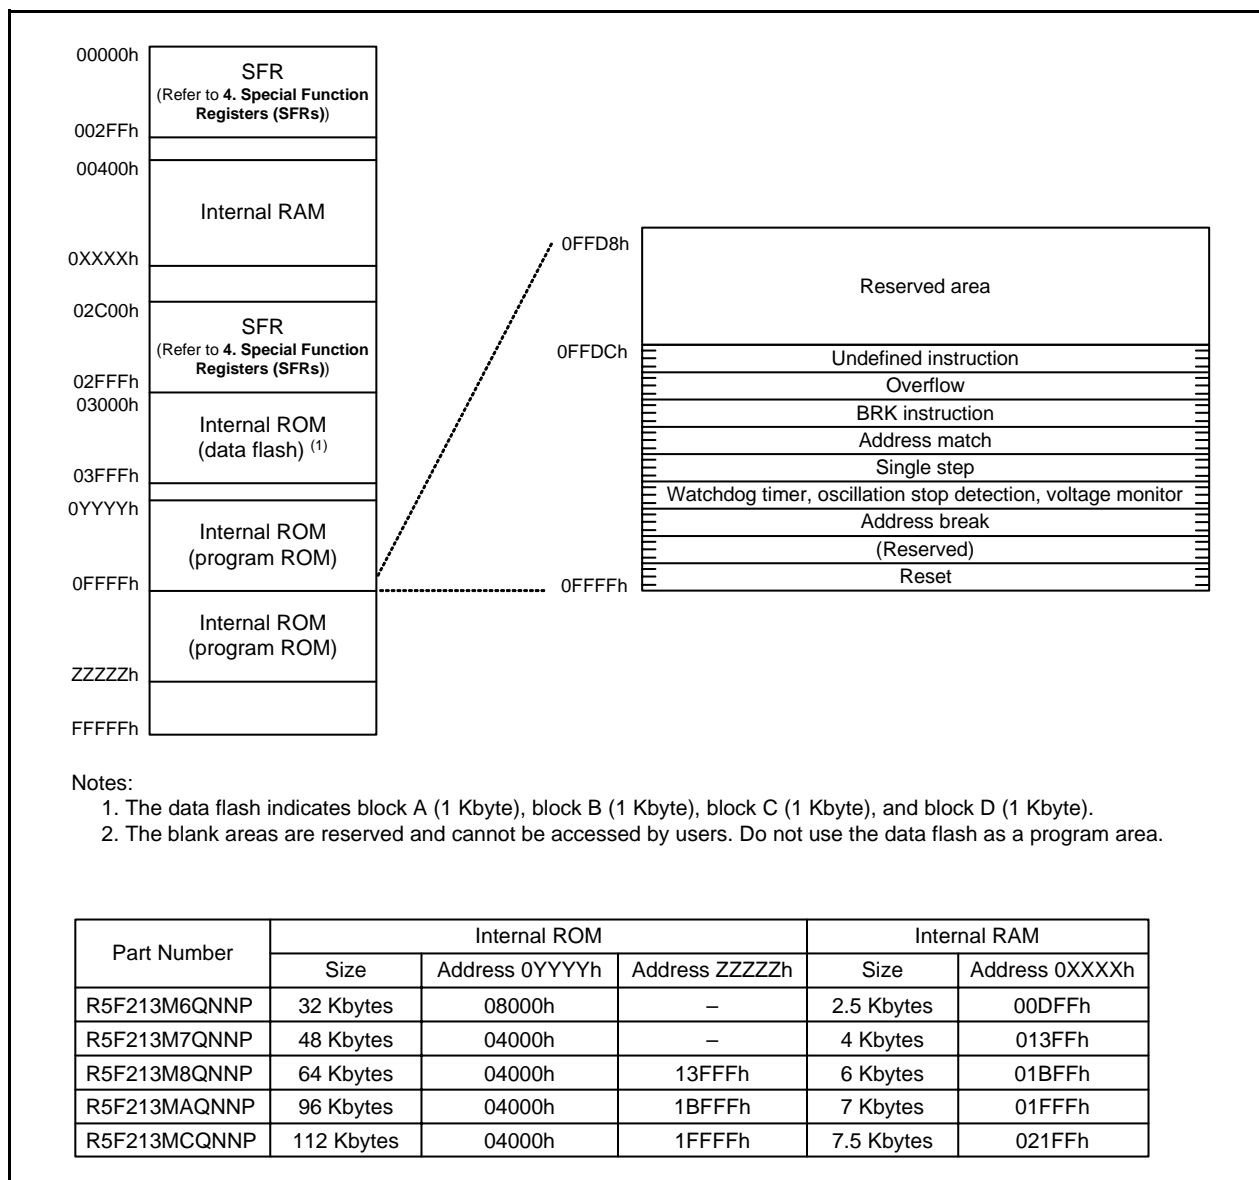 00000h
SFR
(Refer to 4. Special Function
Registers (SFRs))
002FFh
00400h
Internal RAM
0XXXXh
02C00h
SFR
(Refer to 4. Special Function
Registers (SFRs))
02FFFh
03000h
Internal ROM
(data flash) (1)
03FFFh
0YYYYh
Internal ROM
(program ROM)
0FFFFh
Internal ROM
(program ROM)
ZZZZZh
FFFFFh
0FFD8h
Reserved area
0FFDCh
Undefined instruction
Overflow
BRK instruction
Address match
Single step
Watchdog timer, oscillation stop detection, voltage monitor
Address break
(Reserved)
0FFFFh Reset
Notes:
1. The data flash indicates block A (1 Kbyte), block B (1 Kbyte), block C (1 Kbyte), and block D (1 Kbyte).
2. The blank areas are reserved and cannot be accessed by users. Do not use the data flash as a program area.
Part Number Internal ROM Internal RAM
Size Address 0YYYYh Address ZZZZZh Size Address 0XXXXh
R5F213M6QNNP 32 Kbytes 08000h – 2.5 Kbytes 00DFFh
R5F213M7QNNP 48 Kbytes 04000h – 4 Kbytes 013FFh
R5F213M8QNNP 64 Kbytes 04000h 13FFFh 6 Kbytes 01BFFh
R5F213MAQNNP 96 Kbytes 04000h 1BFFFh 7 Kbytes 01FFFh
R5F213MCQNNP 112 Kbytes 04000h 1FFFFh 7.5 Kbytes 021FFh